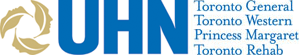 UHN
Toronto General
Toronto Western
Princess Margaret
Toronto Rehab